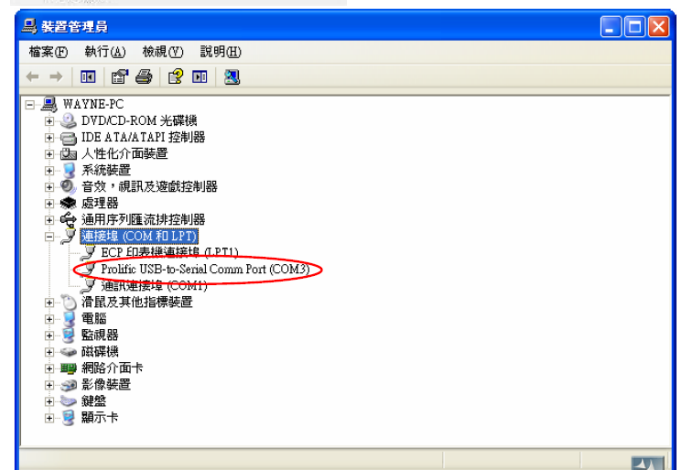 裝置管理員
檔案(F) 執行(A) 檢視(V) 說明(H)
WAYNE-PC
DVD/CD-ROM 光碟機
IDE ATA/ATAPI 控制器
人性化介面裝置
系統裝置
音效，視訊及遊戲控制器
處理器
通用序列匯流排控制器
連接埠 (COM 和 LPT)
ECP 印表機連接埠 (LPT1)
Prolific USB-to-Serial Comm Port (COM3)
通訊連接埠 (COM1)
滑鼠及其他指標裝置
電腦
監視器
磁碟機
網路介面卡
影像裝置
鍵盤
顯示卡